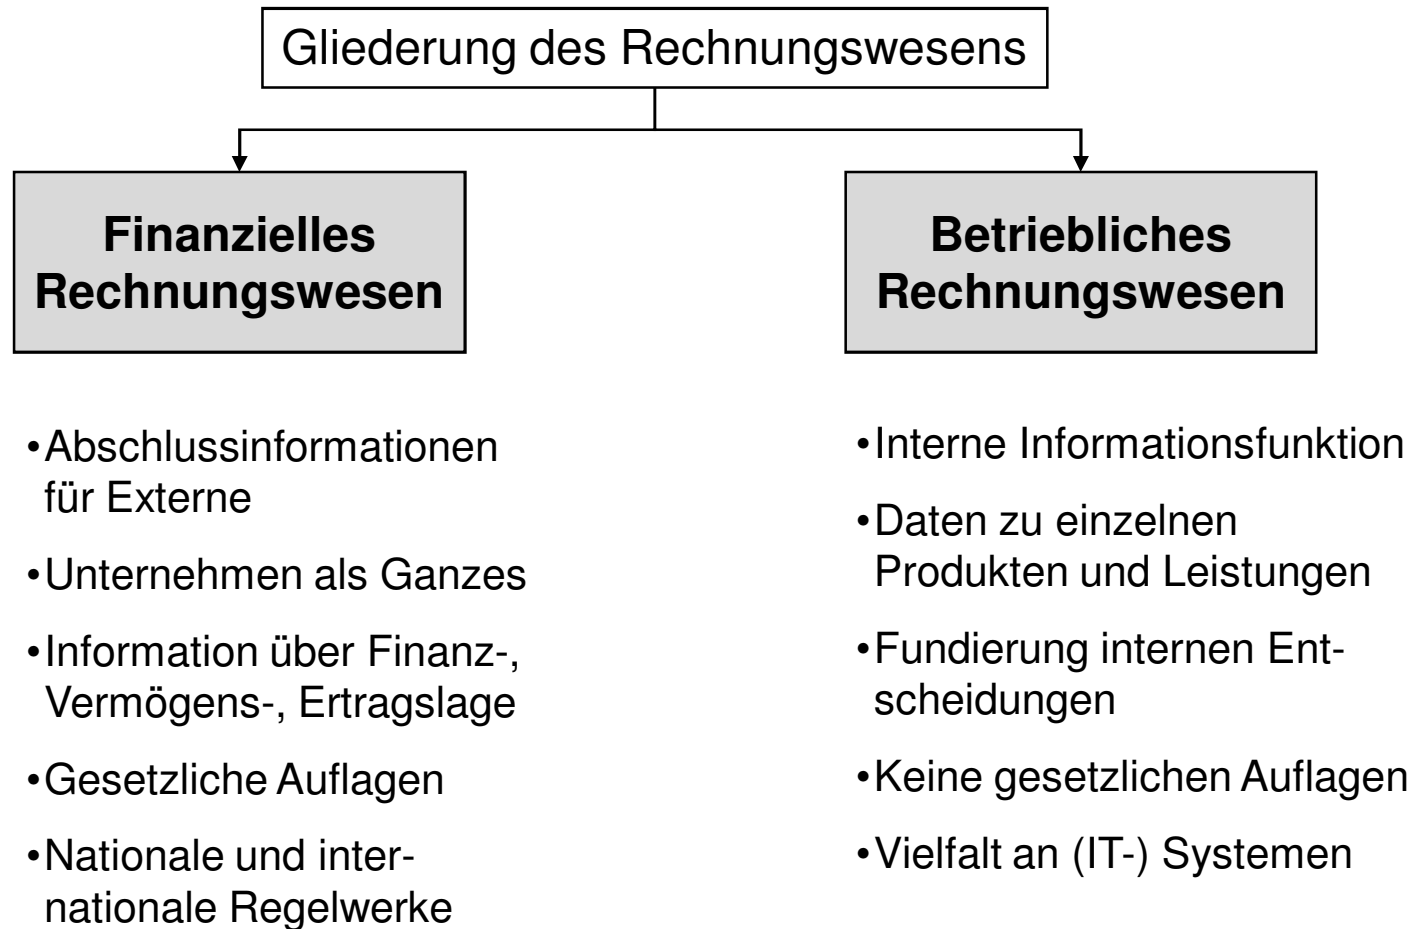 Gliederung des Rechnungswesens
Finanzielles
Rechnungswesen
•Abschlussinformationen
für Externe
•Unternehmen als Ganzes
•Information über Finanz-,
Vermögens-, Ertragslage
•Gesetzliche Auflagen
•Nationale und inter-
nationale Regelwerke
Betriebliches
Rechnungswesen
•Interne Informationsfunktion
•Daten zu einzelnen
Produkten und Leistungen
•Fundierung internen Ent-
scheidungen
•Keine gesetzlichen Auflagen
•Vielfalt an (IT-) Systemen